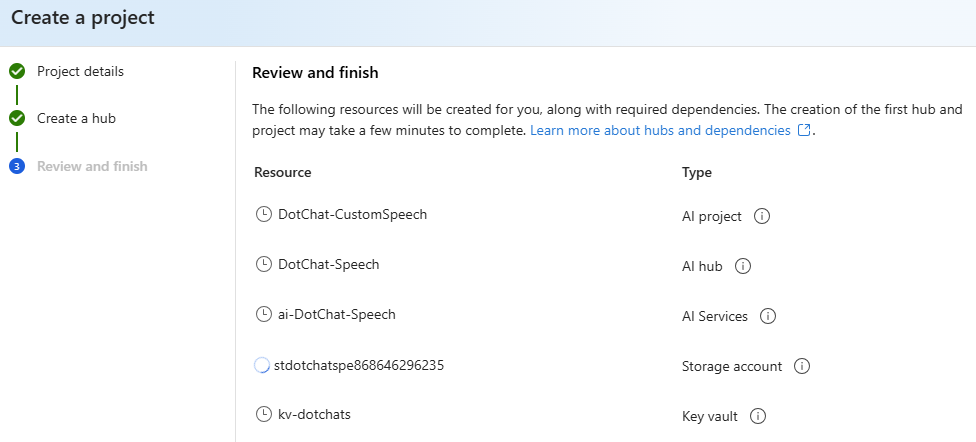 Create a project
Project details
Create a hub
3 Review and finish
Review and finish
The following resources will be created for you, along with required dependencies. The creation of the first hub and
project may take a few minutes to complete. Learn more about hubs and dependencies .
Resource Type
DotChat-CustomSpeech AI project
DotChat-Speech AI hub
ai-DotChat-Speech AI Services
stdotchatspe868646296235 Storage account
kv-dotchats Key vault